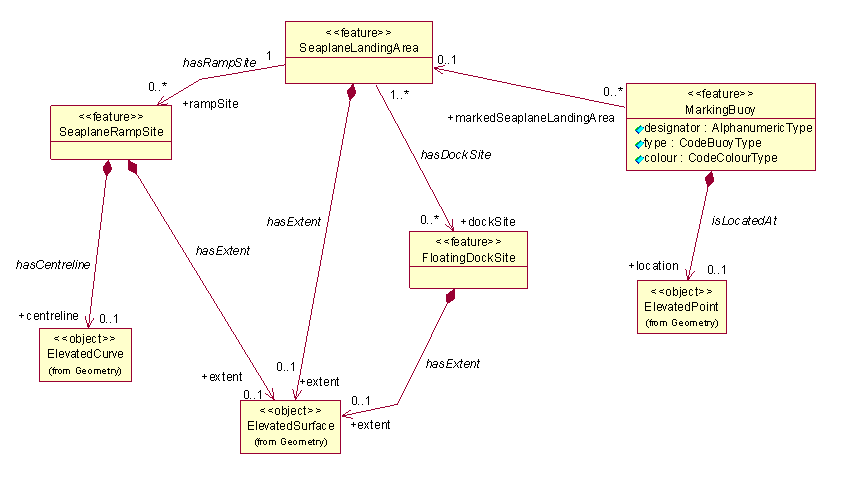 <<feature>>
SeaplaneLandingArea
hasRampSite
1
0..*
+rampSite
0..1
0..*
+markedSeaplaneLandingArea
<<feature>>
MarkingBuoy
designator : AlphanumericType
type : CodeBuoyType
colour : CodeColourType
<<feature>>
SeaplaneRampSite
1..*
hasDockSite
0..*
+dockSite
hasExtent
hasExtent
isLocatedAt
<<feature>>
FloatingDockSite
hasCentreline
+location
0..1
<<object>>
ElevatedPoint
(from Geometry)
+centreline
0..1
<<object>>
ElevatedCurve
(from Geometry)
hasExtent
0..1
+extent
+extent
0..1
0..1
+extent
<<object>>
ElevatedSurface
(from Geometry)